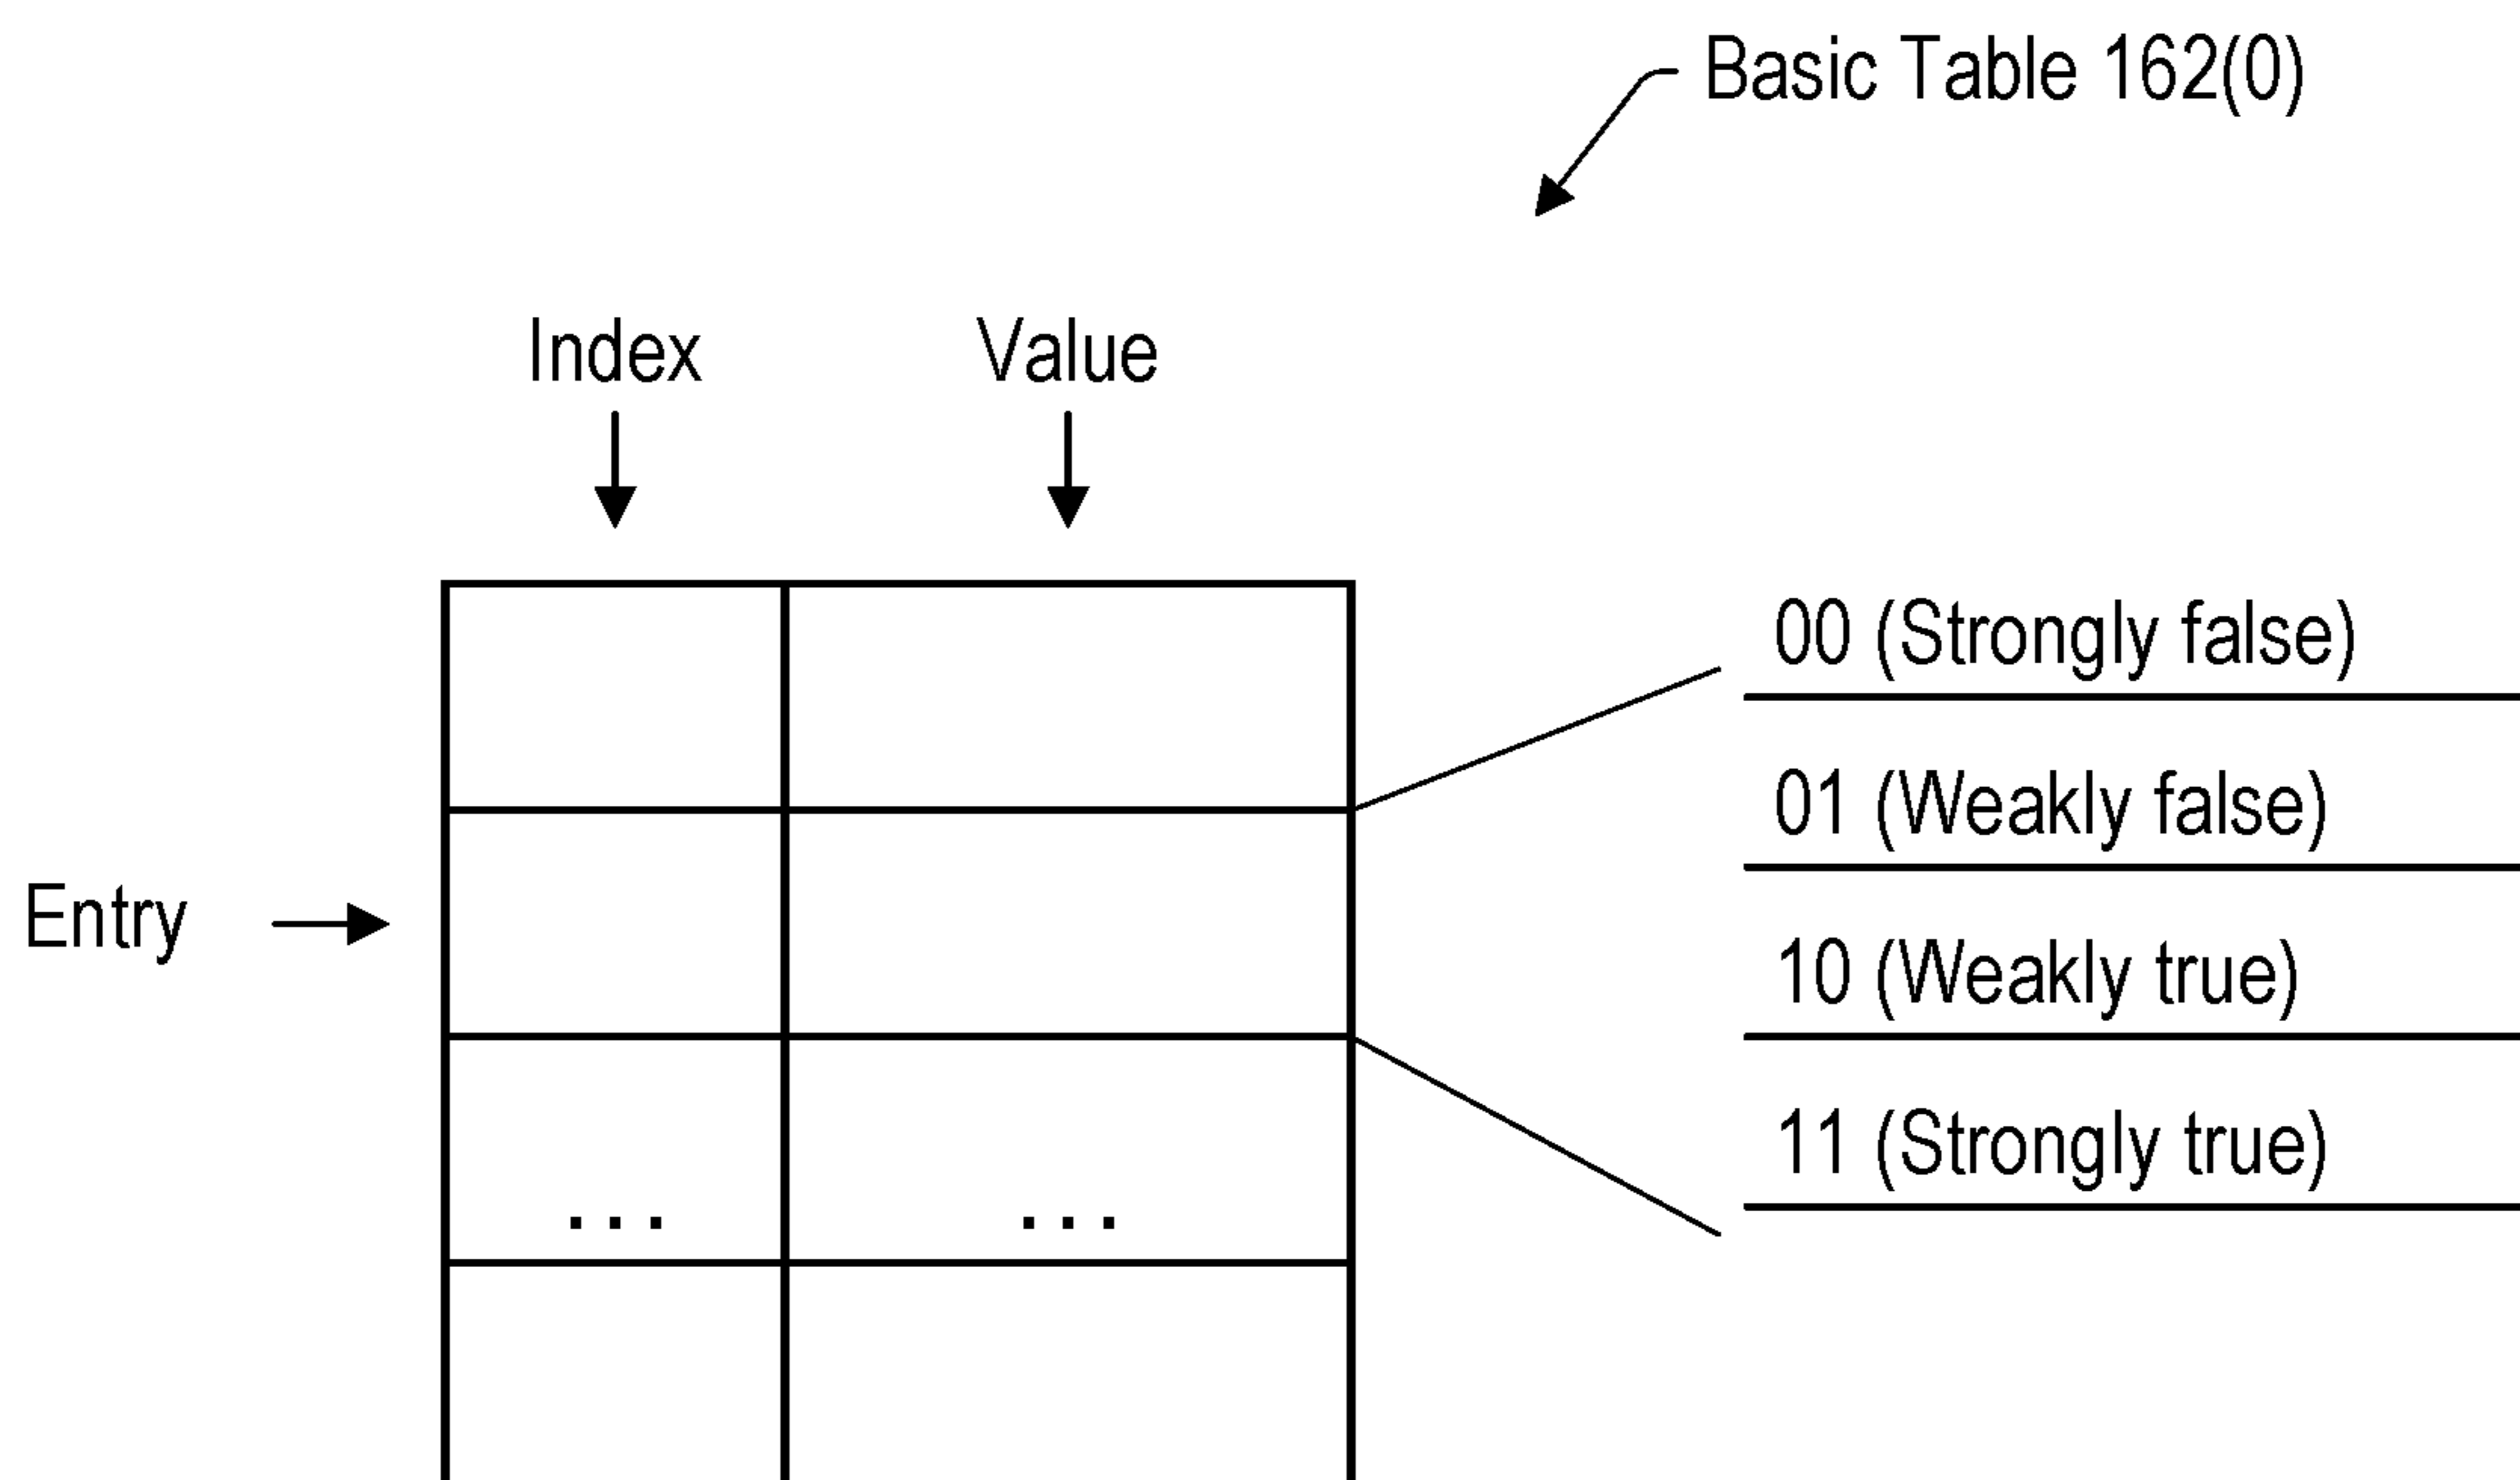 Basic Table 162(0)
Index
Value
00 (Strongly false)
01 (Weakly false)
Entry
10 (Weakly true)
11 (Strongly true)
... ...